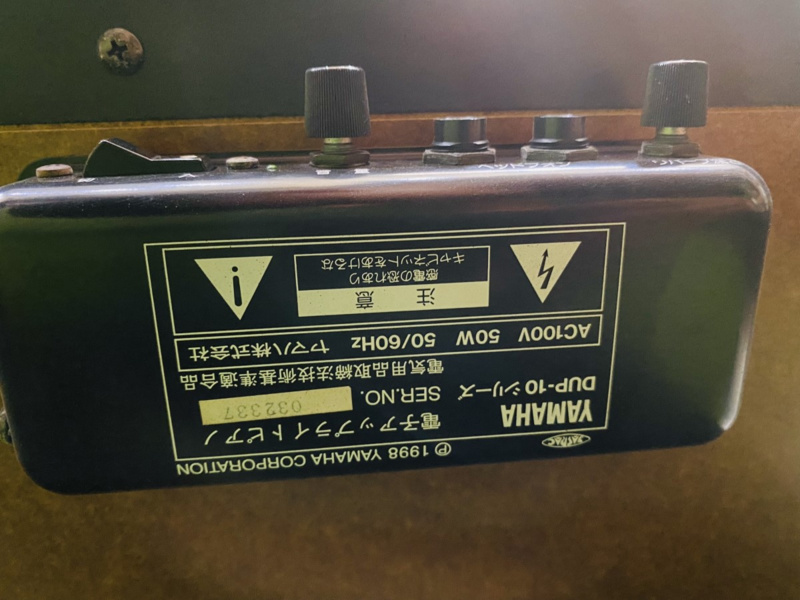 ℗ 1998 YAMAHA CORPORATION
JASRAC
YAMAHA 電子アップライトピアノ
DUP-10シリーズ SER.NO. 032337
電気用品取締法技術基準適合品
AC100V 50W 50/60Hz ヤマハ株式会社
注意
感電の恐れあり
キャビネットをあけるな